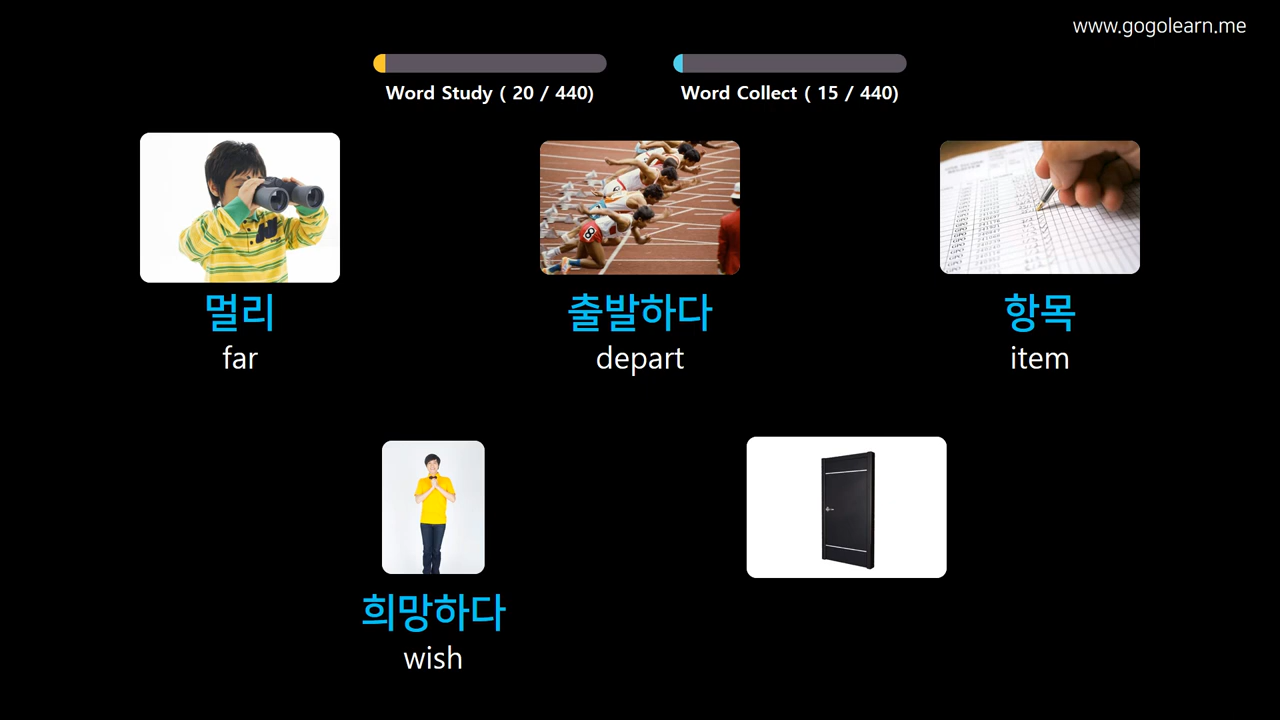 www.gogolearn.me
Word Study ( 20 / 440)
Word Collect ( 15 / 440)
멀리
far
출발하다
depart
항목
item
희망하다
wish